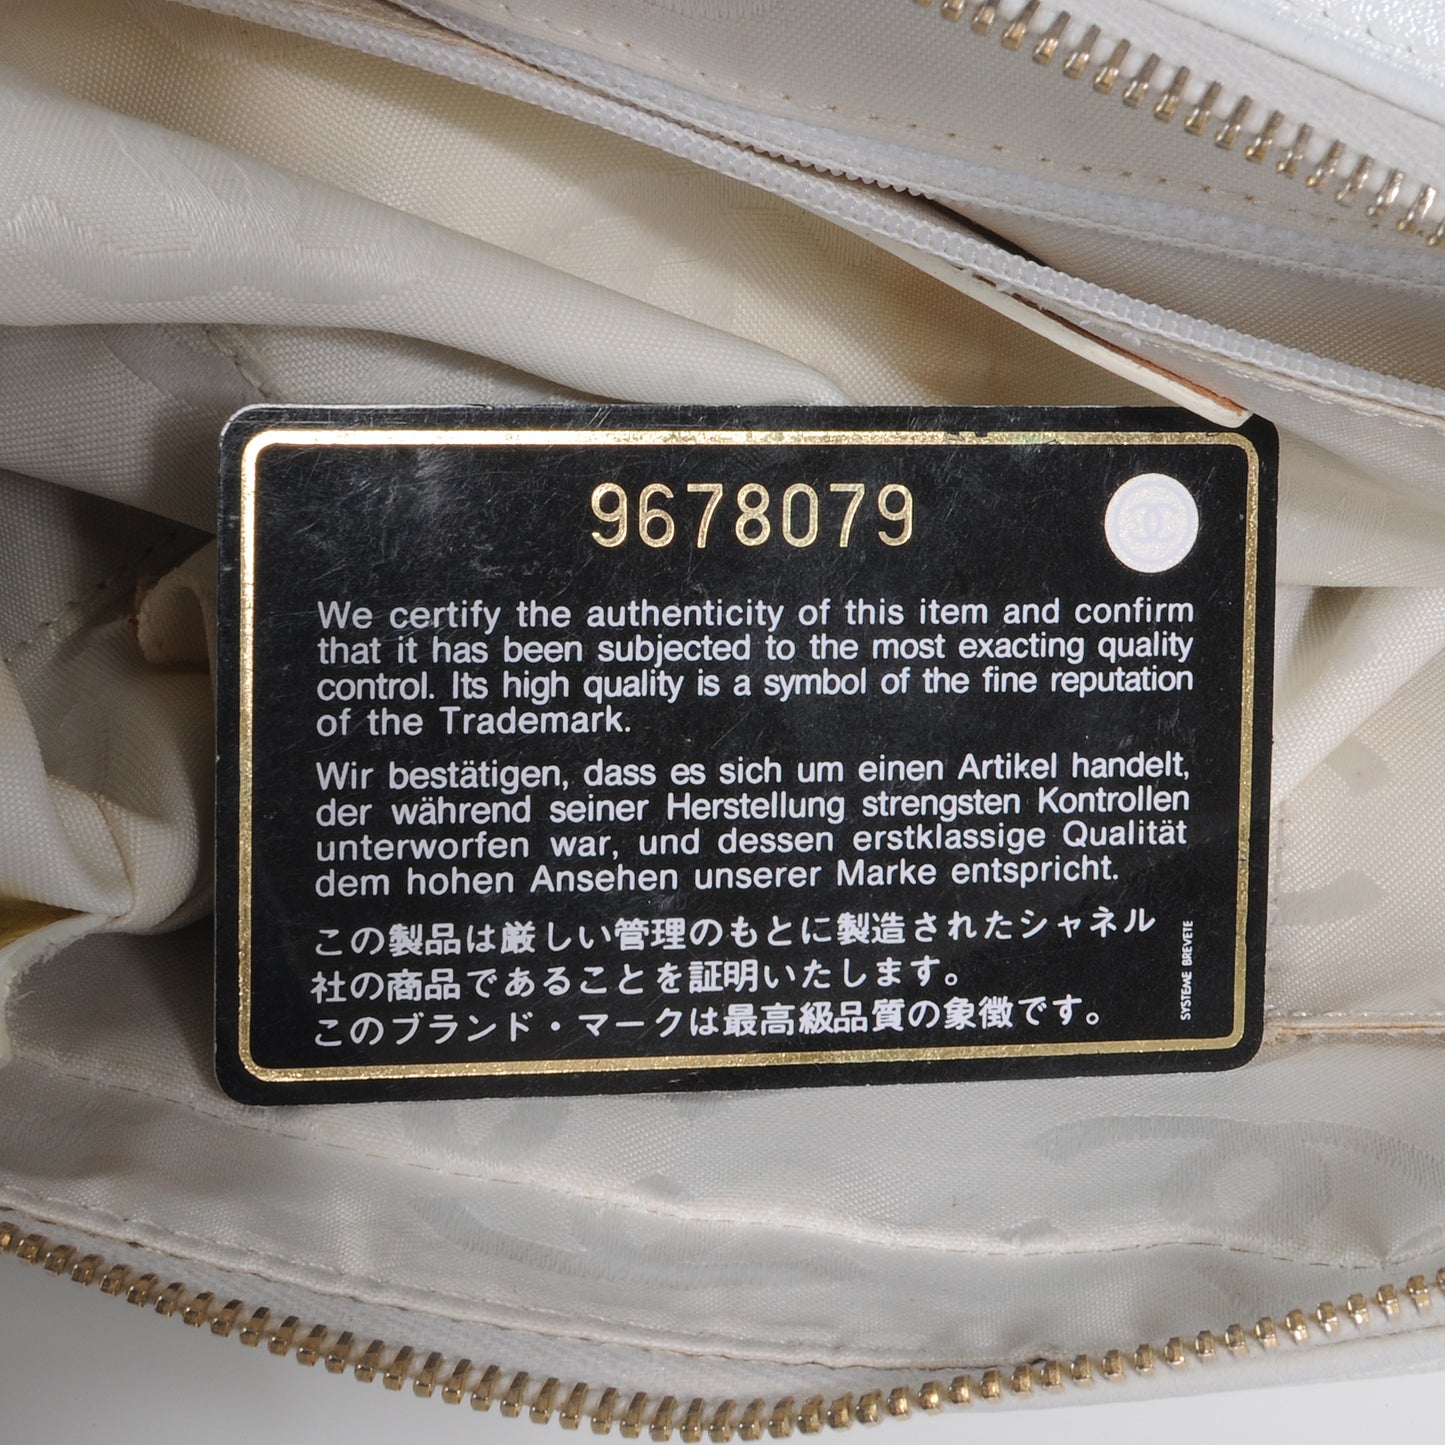 9678079
We certify the authenticity of this item and confirm
that it has been subjected to the most exacting quality
control. Its high quality is a symbol of the fine reputation
of the Trademark.
Wir bestätigen, dass es sich um einen Artikel handelt,
der während seiner Herstellung strengsten Kontrollen
unterworfen war, und dessen erstklassige Qualität
dem hohen Ansehen unserer Marke entspricht.
この製品は厳しい管理のもとに製造されたシャネル
社の商品であることを証明いたします。
このブランド・マークは最高級品質の象徴です。
SYSTEME BREVETE